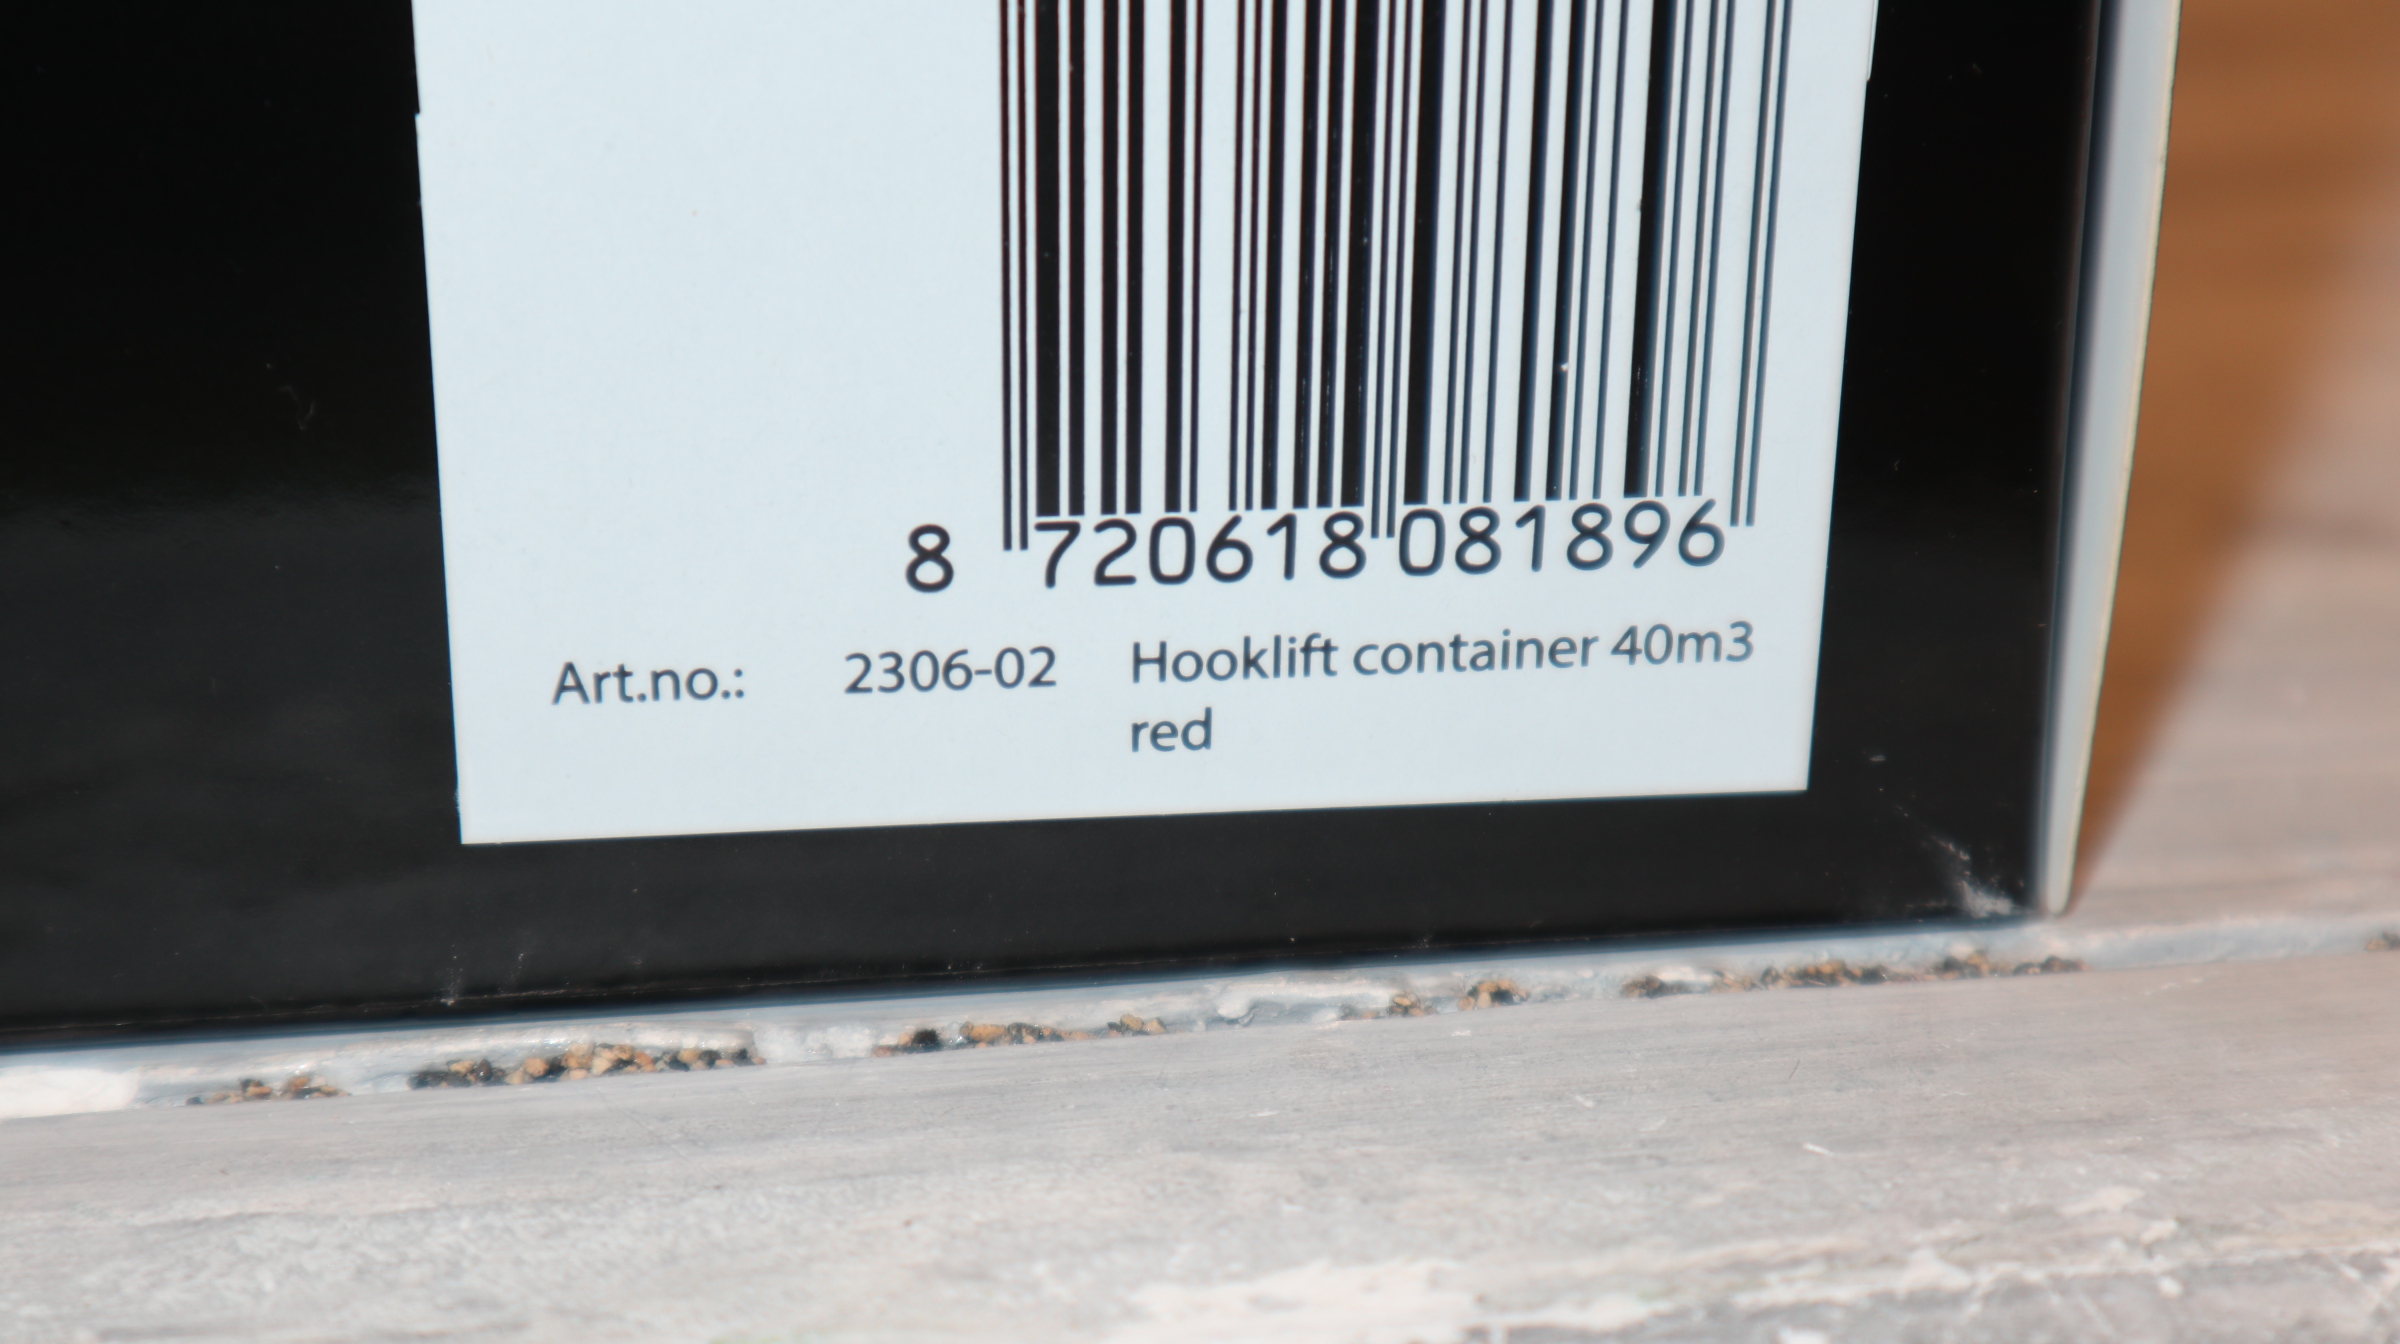 8 720618 081896
Art.no.: 2306-02 Hooklift container 40m3
red